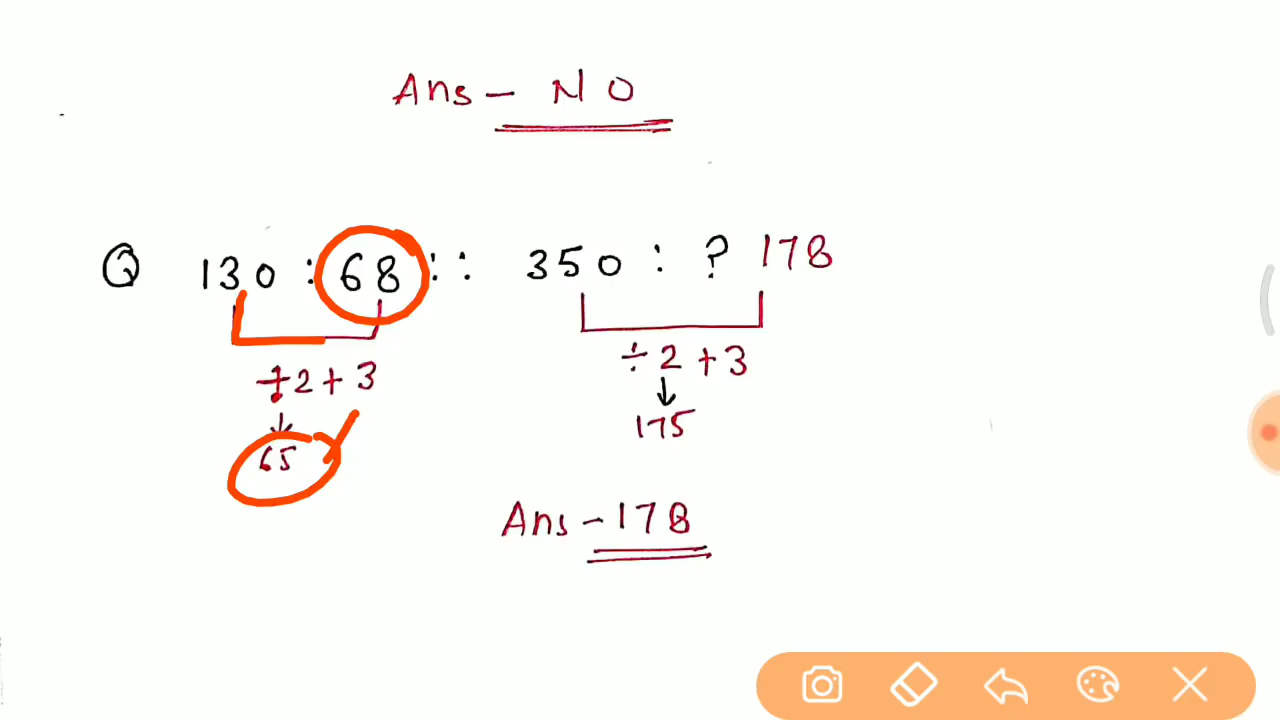 Ans - NO
Q 130 : 68 : : 350 : ? 178
÷2 + 3 ÷2 + 3
↓ ↓
65 175
Ans - 178